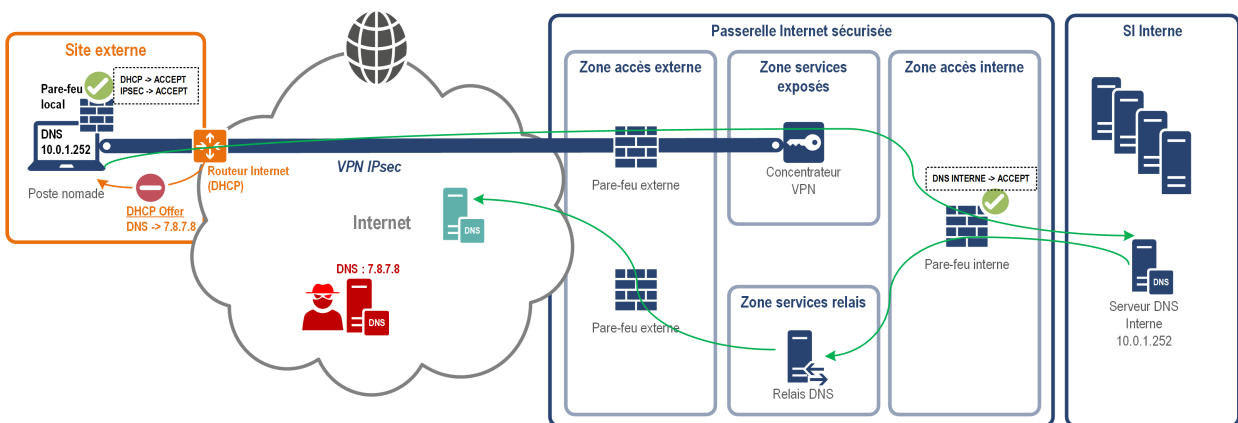 Site externe
Pare-feu
local
DHCP -> ACCEPT
IPSEC -> ACCEPT
DNS
10.0.1.252
Poste nomade
Routeur Internet
(DHCP)
DHCP Offer
DNS -> 7.8.7.8
VPN IPsec
Internet
DNS
DNS : 7.8.7.8
DNS
Passerelle Internet sécurisée
Zone accès externe
Pare-feu externe
Pare-feu externe
Zone services
exposés
Concentrateur
VPN
Zone services relais
Relais DNS
Zone accès interne
DNS INTERNE -> ACCEPT
Pare-feu interne
SI Interne
DNS
Serveur DNS
Interne
10.0.1.252